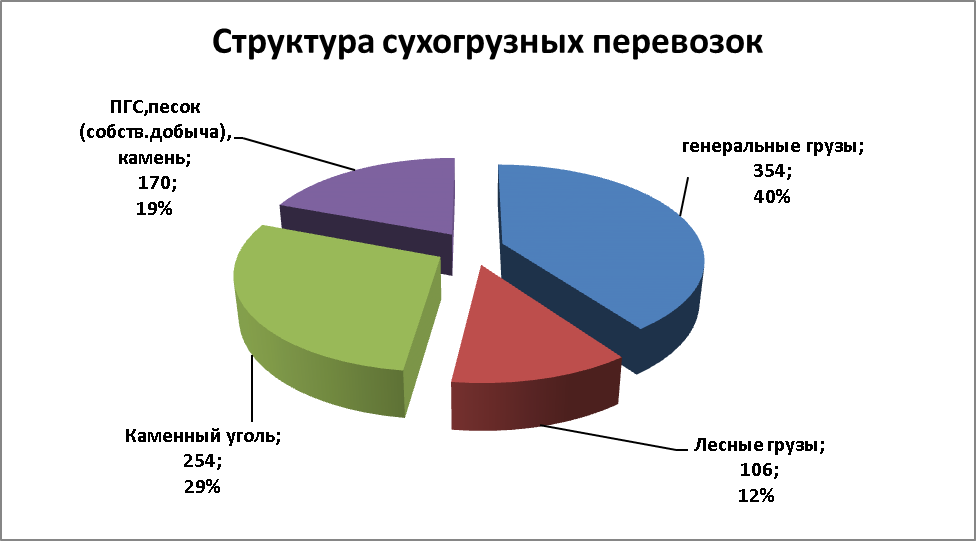 Структура сухогрузных перевозок
ПГС,песок
(собств.добыча),
камень;
170;
19%
генеральные грузы;
354;
40%
Каменный уголь;
254;
29%
Лесные грузы;
106;
12%